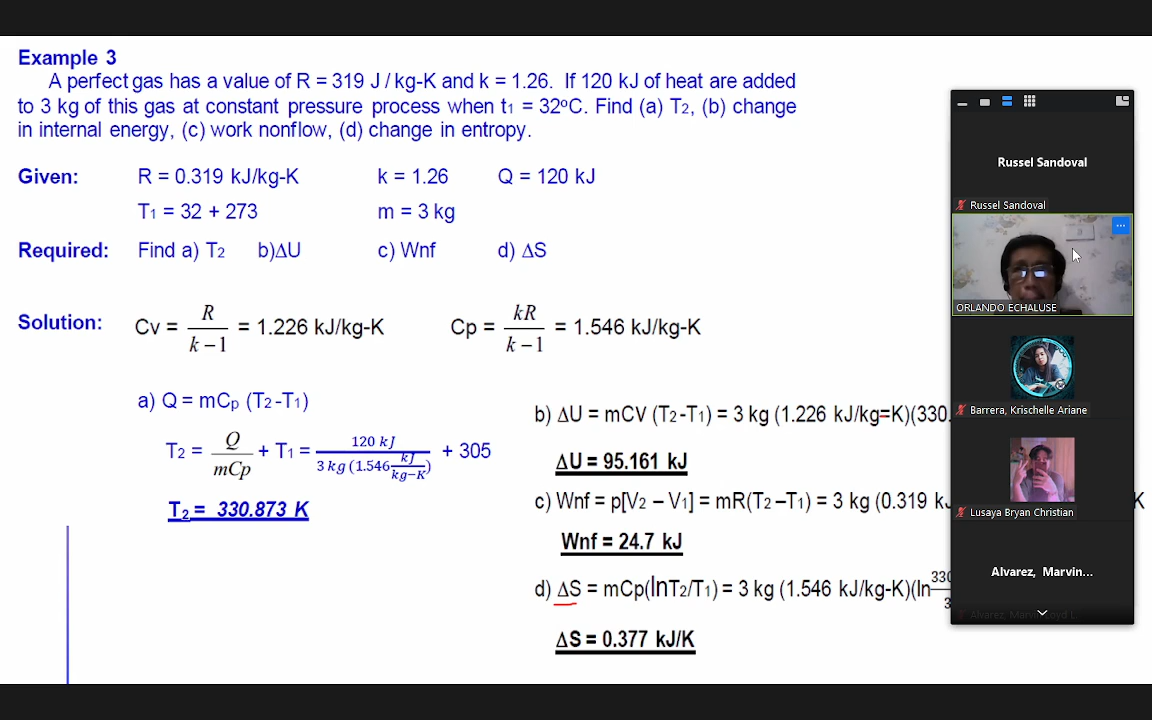 Example 3
A perfect gas has a value of R = 319 J / kg-K and k = 1.26. If 120 kJ of heat are added
to 3 kg of this gas at constant pressure process when t1 = 32ºC. Find (a) T2, (b) change
in internal energy, (c) work nonflow, (d) change in entropy.
Given: R = 0.319 kJ/kg-K k = 1.26 Q = 120 kJ
T1 = 32 + 273 m = 3 kg
Required: Find a) T2 b)ΔU c) Wnf d) ΔS
Solution: Cv = R / k − 1 = 1.226 kJ/kg-K Cp = kR / k − 1 = 1.546 kJ/kg-K
a) Q = mCp (T2 -T1)
T2 = Q / mCp + T1 = 120 kJ / 3 kg (1.546 kJ / kg−K) + 305
T2 = 330.873 K
b) ΔU = mCV (T2 -T1) = 3 kg (1.226 kJ/kg=K)(330.
ΔU = 95.161 kJ
c) Wnf = p[V2 – V1] = mR(T2 –T1) = 3 kg (0.319 k K
Wnf = 24.7 kJ
d) ΔS = mCp(lnT2/T1) = 3 kg (1.546 kJ/kg-K)(ln 330 / 3
ΔS = 0.377 kJ/K
Russel Sandoval
Russel Sandoval
ORLANDO ECHALUSE
Barrera, Krischelle Ariane
Lusaya Bryan Christian
Alvarez, Marvin...
Alvarez, Marvin Loyd L.